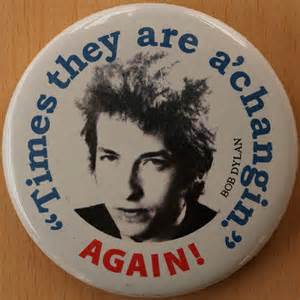 "Times they are a'changin."
BOB DYLAN
AGAIN!